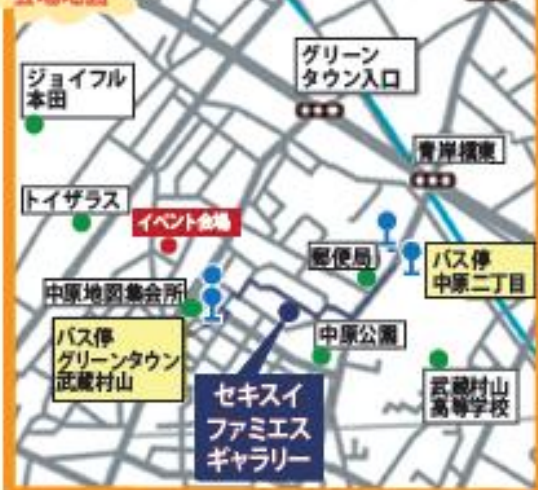 グリーン
タウン入口
ジョイフル
本田
青岸橋東
トイザラス
イベント会場
郵便局
バス停
中原二丁目
中原地図集会所
バス停
グリーンタウン
武蔵村山
中原公園
武蔵村山
高等学校
セキスイ
ファミエス
ギャラリー